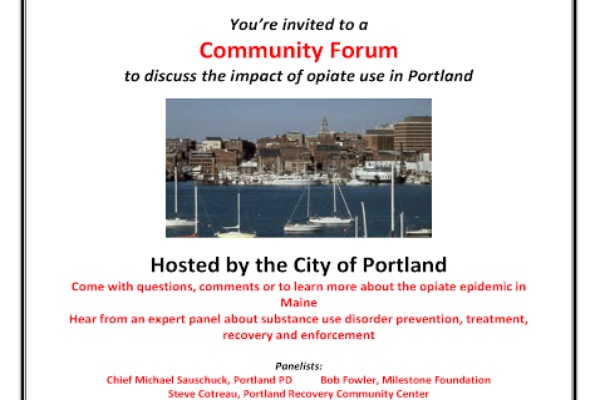 You're invited to a
Community Forum
to discuss the impact of opiate use in Portland
Hosted by the City of Portland
Come with questions, comments or to learn more about the opiate epidemic in
Maine
Hear from an expert panel about substance use disorder prevention, treatment,
recovery and enforcement
Panelists:
Chief Michael Sauschuck, Portland PD Bob Fowler, Milestone Foundation
Steve Cotreau, Portland Recovery Community Center